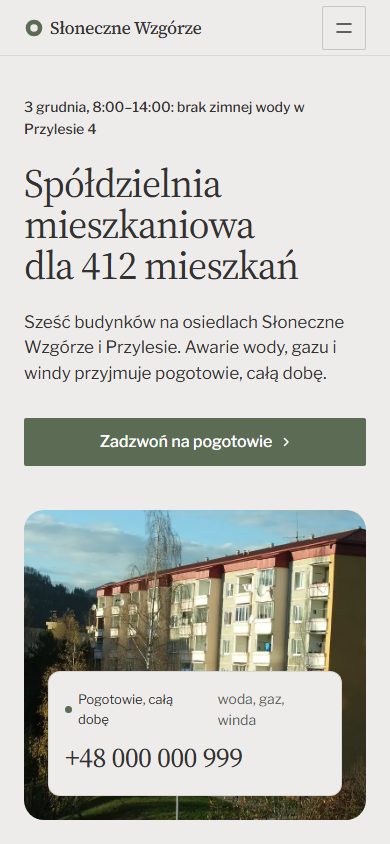 Słoneczne Wzgórze
3 grudnia, 8:00–14:00: brak zimnej wody w
Przylesie 4
Spółdzielnia
mieszkaniowa
dla 412 mieszkań
Sześć budynków na osiedlach Słoneczne
Wzgórze i Przylesie. Awarie wody, gazu i
windy przyjmuje pogotowie, całą dobę.
Zadzwoń na pogotowie
Pogotowie, całą
dobę
woda, gaz,
winda
+48 000 000 999